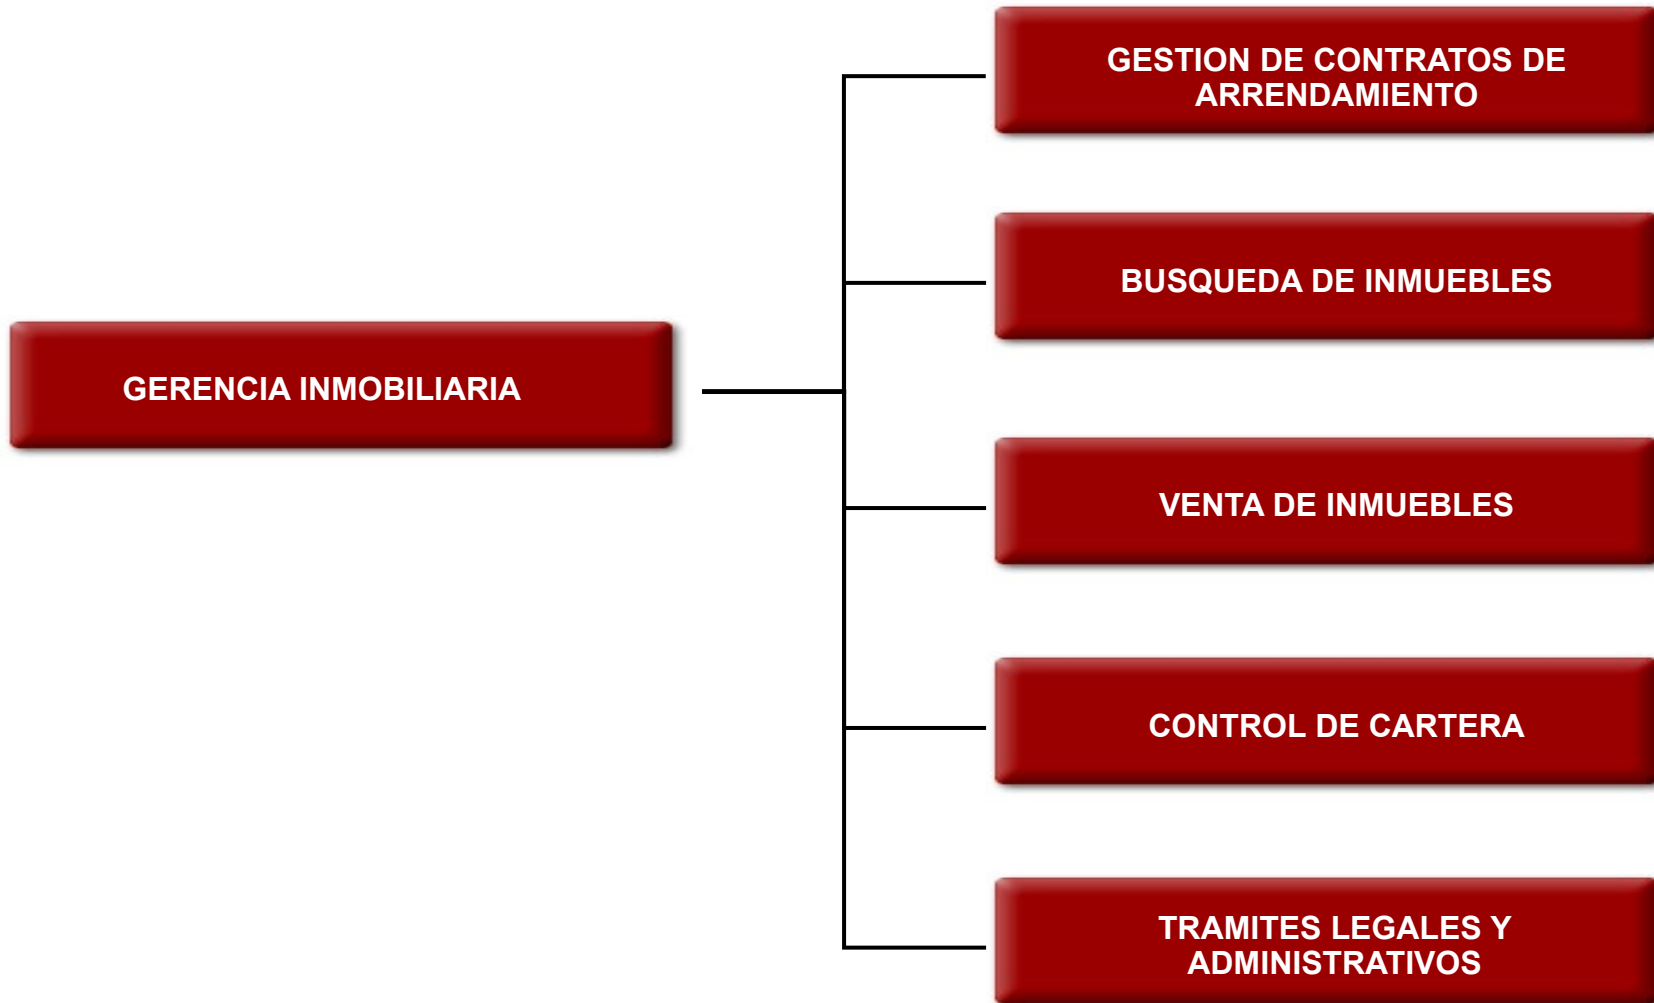 GESTION DE CONTRATOS DE
ARRENDAMIENTO
BUSQUEDA DE INMUEBLES
GERENCIA INMOBILIARIA
VENTA DE INMUEBLES
CONTROL DE CARTERA
TRAMITES LEGALES Y
ADMINISTRATIVOS